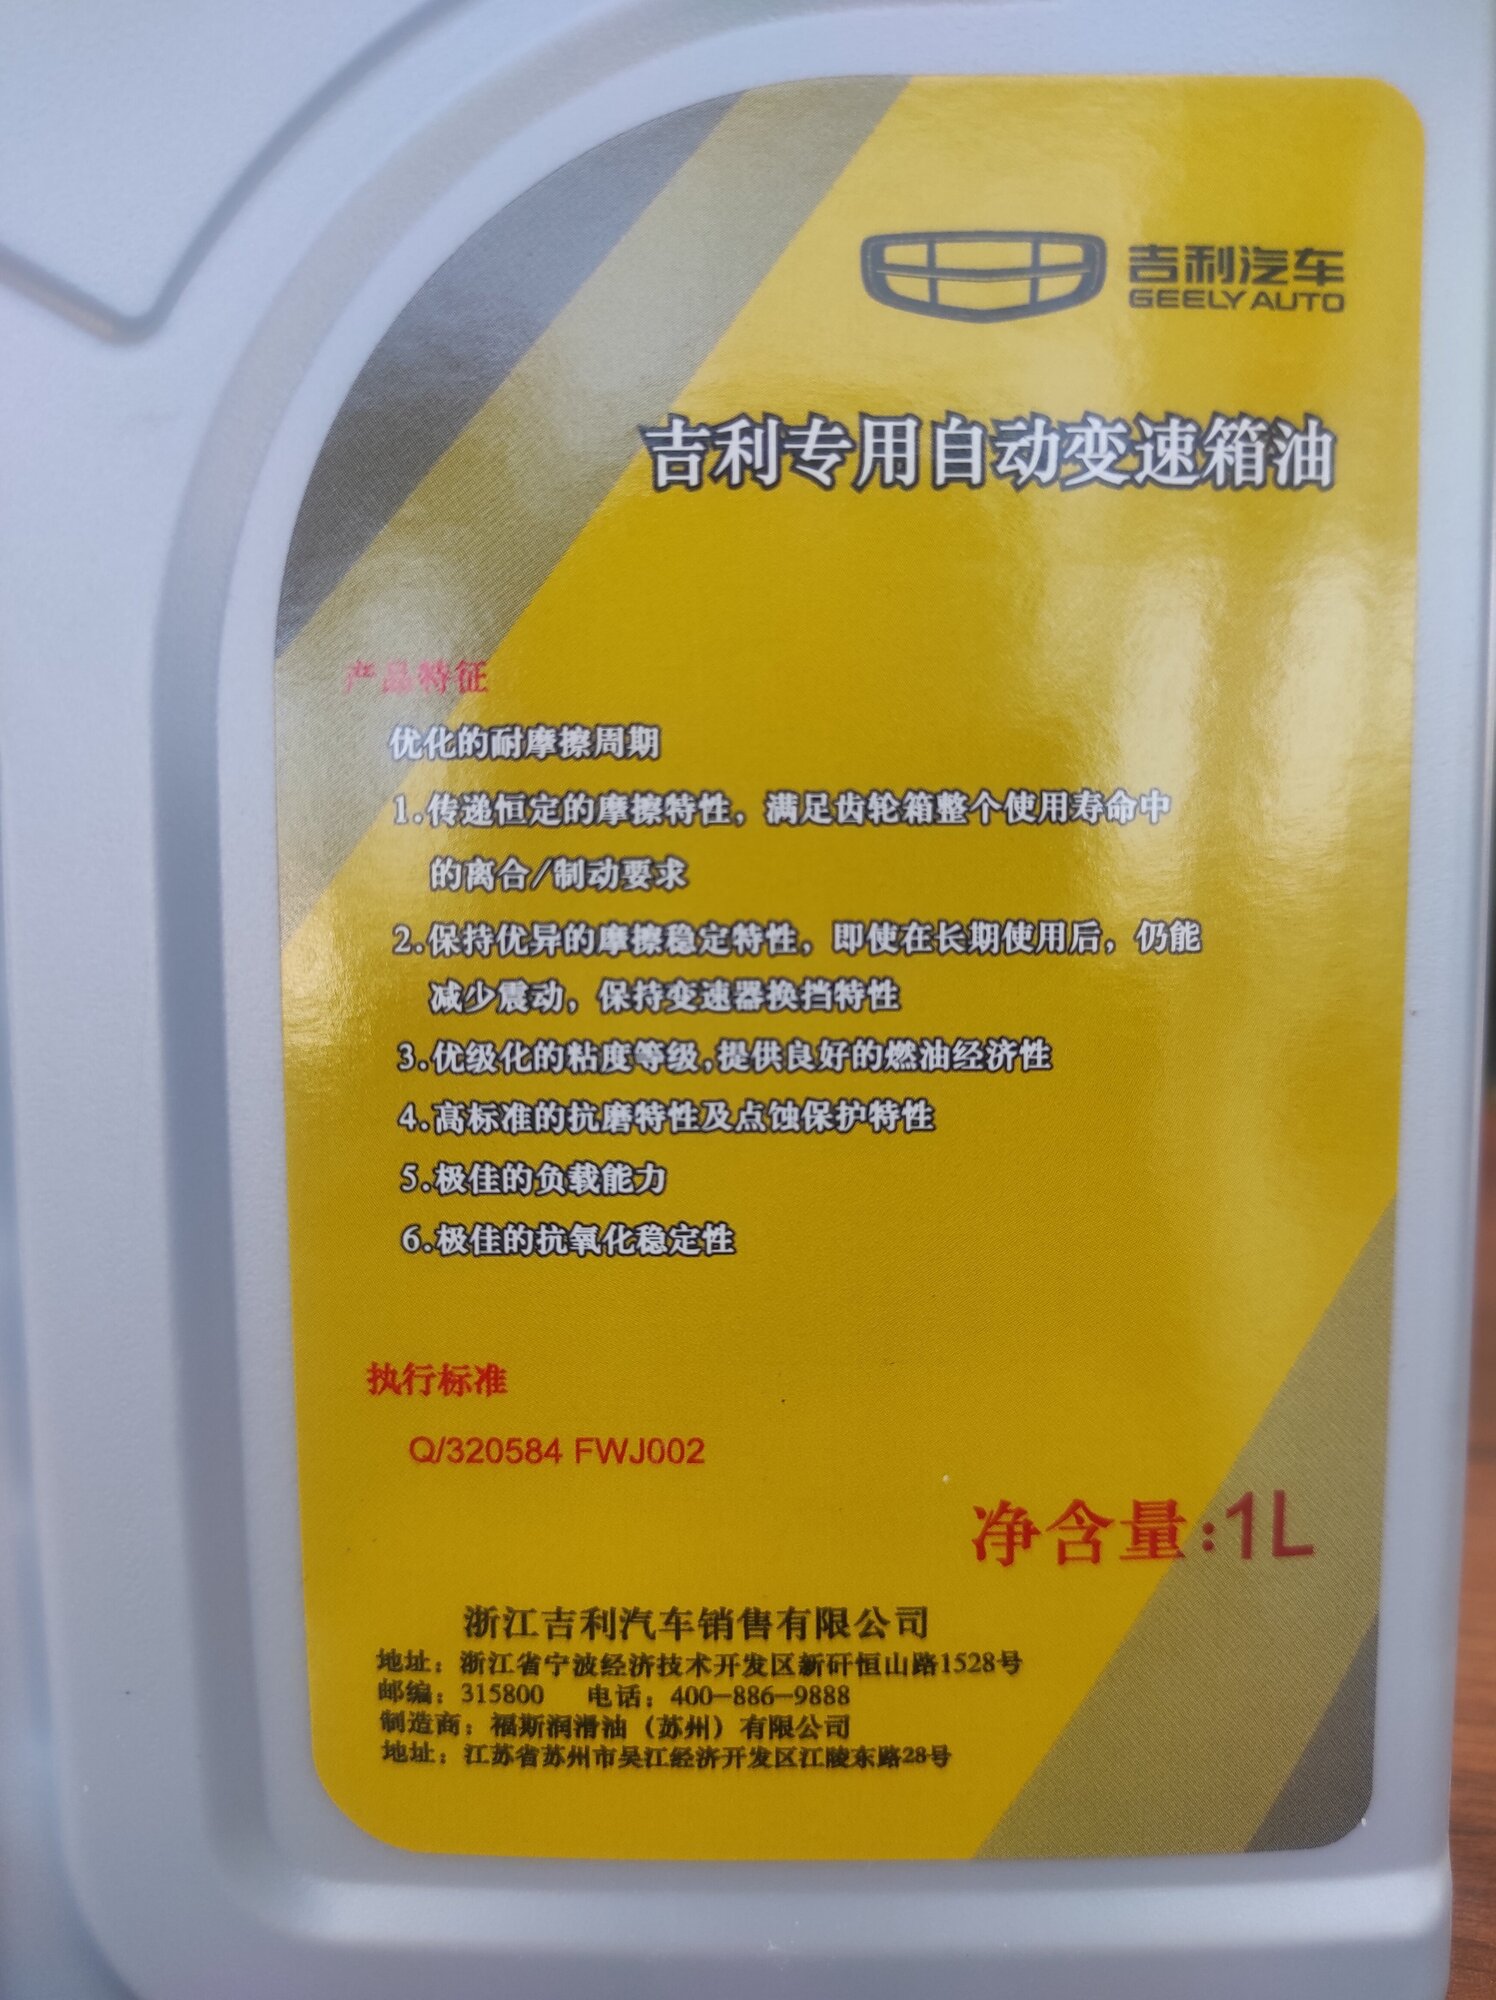 吉利汽车
GEELY AUTO
吉利专用自动变速箱油
产品特征
优化的耐摩擦周期
1.传递恒定的摩擦特性，满足齿轮箱整个使用寿命中
的离合/制动要求
2.保持优异的摩擦稳定特性，即使在长期使用后，仍能
减少震动，保持变速器换挡特性
3.优级化的粘度等级,提供良好的燃油经济性
4.高标准的抗磨特性及点蚀保护特性
5.极佳的负载能力
6.极佳的抗氧化稳定性
执行标准
Q/320584 FWJ002
净含量:1L
浙江吉利汽车销售有限公司
地址：浙江省宁波经济技术开发区新矸恒山路1528号
邮编：315800 电话：400-886-9888
制造商：福斯润滑油（苏州）有限公司
地址：江苏省苏州市吴江经济开发区江陵东路28号